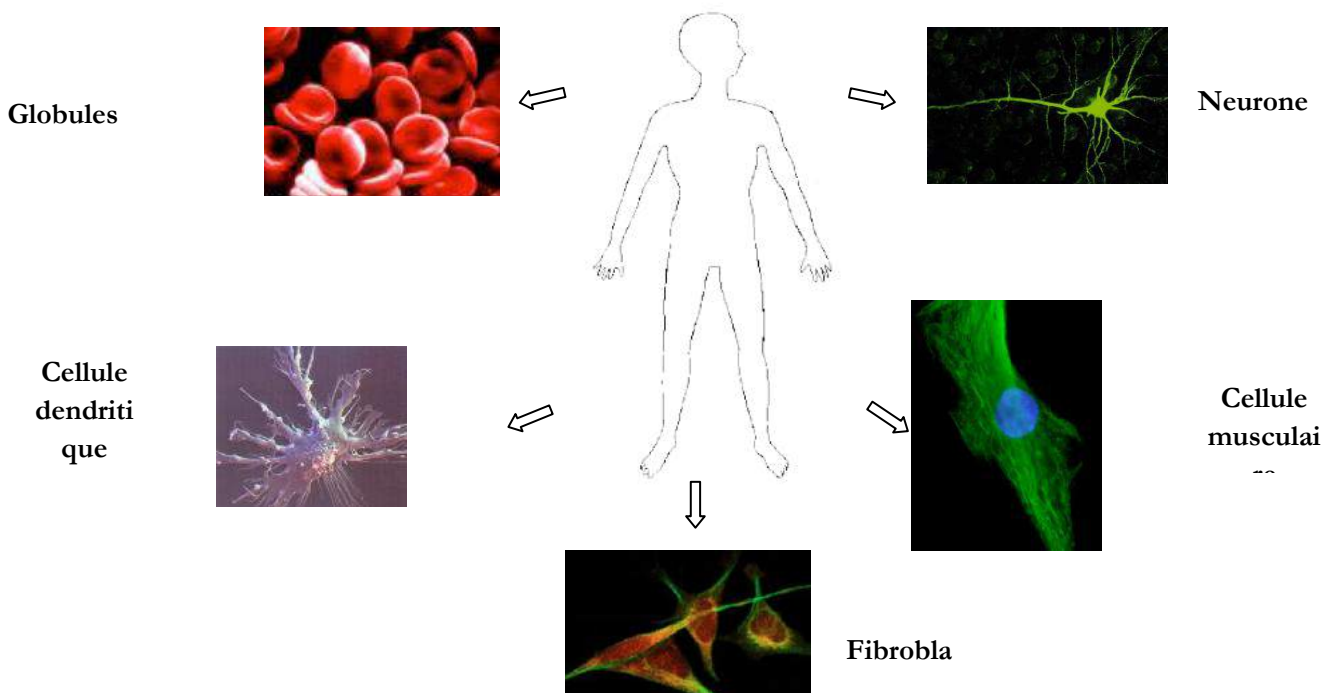 Globules
Neurone
Cellule
dendriti
que
Cellule
musculai
Fibrobla